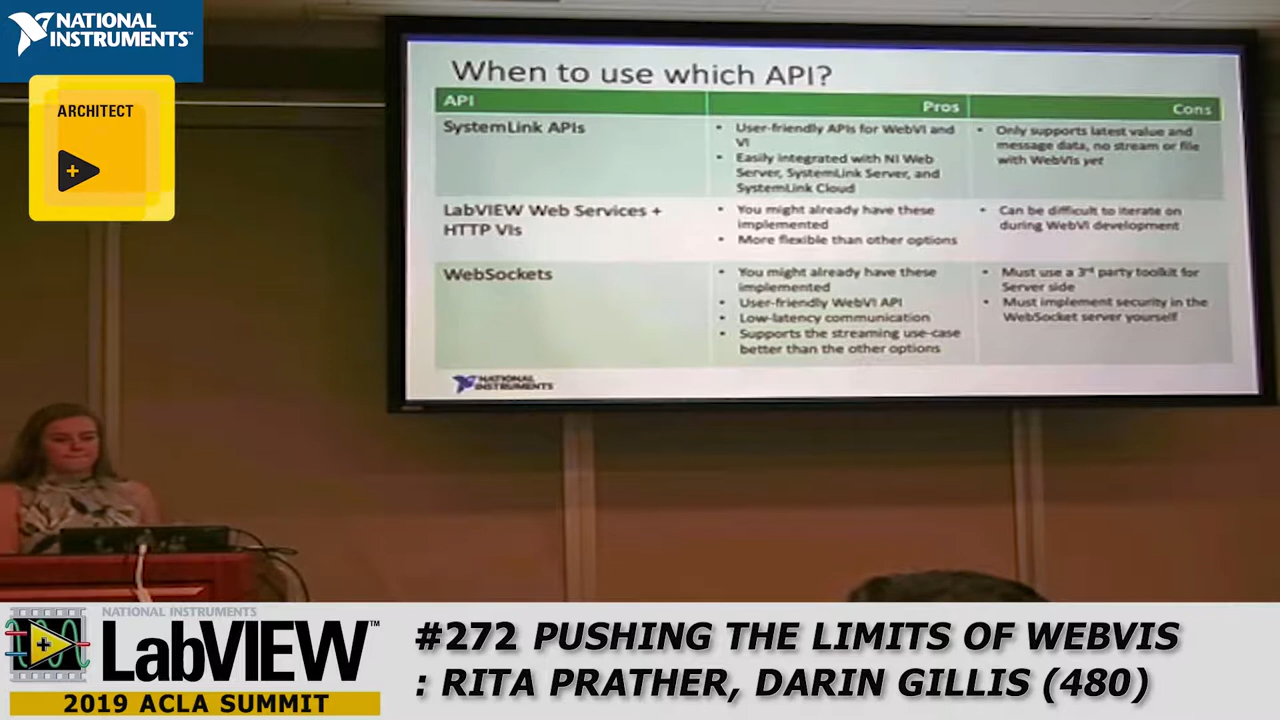 NATIONAL
INSTRUMENTS
ARCHITECT
When to use which API?
API Pros Cons
SystemLink APIs
• User-friendly APIs for WebVI and
VI
• Easily integrated with NI Web
Server, SystemLink Server, and
SystemLink Cloud
• Only supports latest value and
message data, no stream or file
with WebVIs yet
LabVIEW Web Services +
HTTP VIs
• You might already have these
implemented
• More flexible than other options
• Can be difficult to iterate on
during WebVI development
WebSockets
• You might already have these
implemented
• User-friendly WebVI API
• Low-latency communication
• Supports the streaming use-case
better than the other options
• Must use a 3rd party toolkit for
Server side
• Must implement security in the
WebSocket server yourself
NATIONAL
INSTRUMENTS
NATIONAL INSTRUMENTS
LabVIEW™
2019 ACLA SUMMIT
#272 PUSHING THE LIMITS OF WEBVIS
: RITA PRATHER, DARIN GILLIS (480)